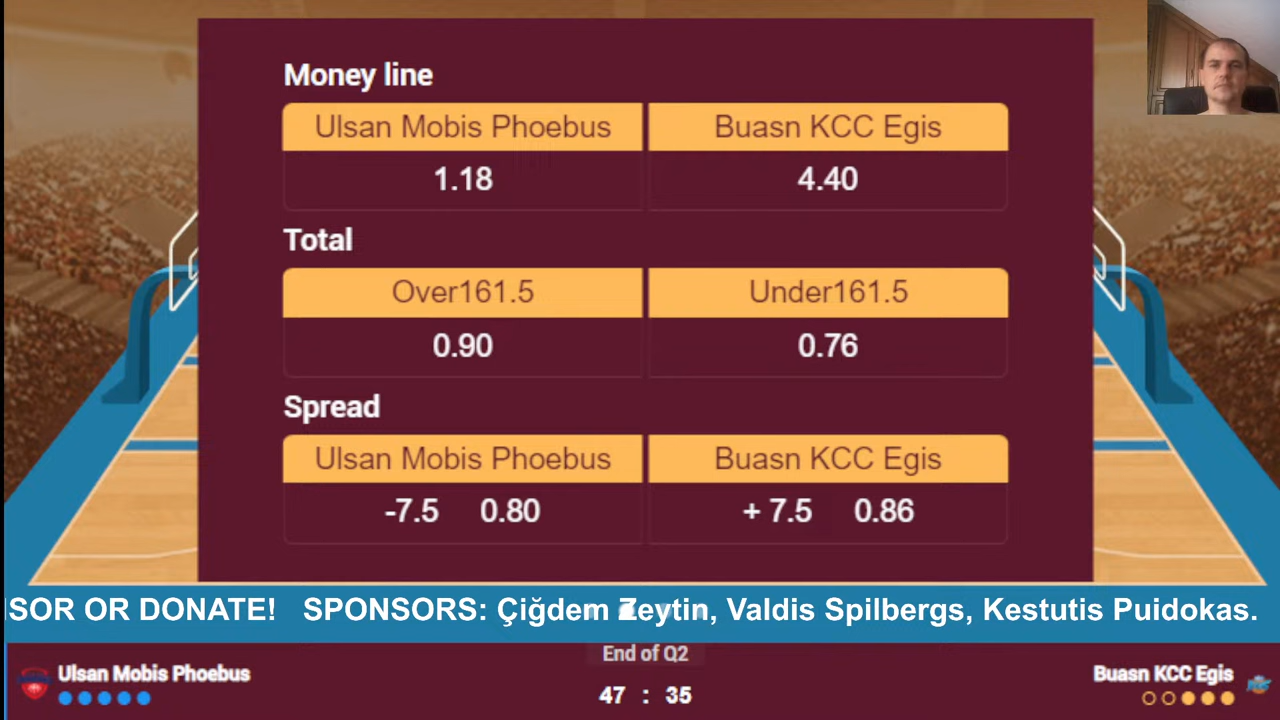 Money line
Ulsan Mobis Phoebus Buasn KCC Egis
1.18 4.40
Total
Over161.5 Under161.5
0.90 0.76
Spread
Ulsan Mobis Phoebus Buasn KCC Egis
-7.5 0.80 + 7.5 0.86
SOR OR DONATE! SPONSORS: Çiğdem Zeytin, Valdis Spilbergs, Kestutis Puidokas.
End of Q2
Ulsan Mobis Phoebus Buasn KCC Egis
47 : 35